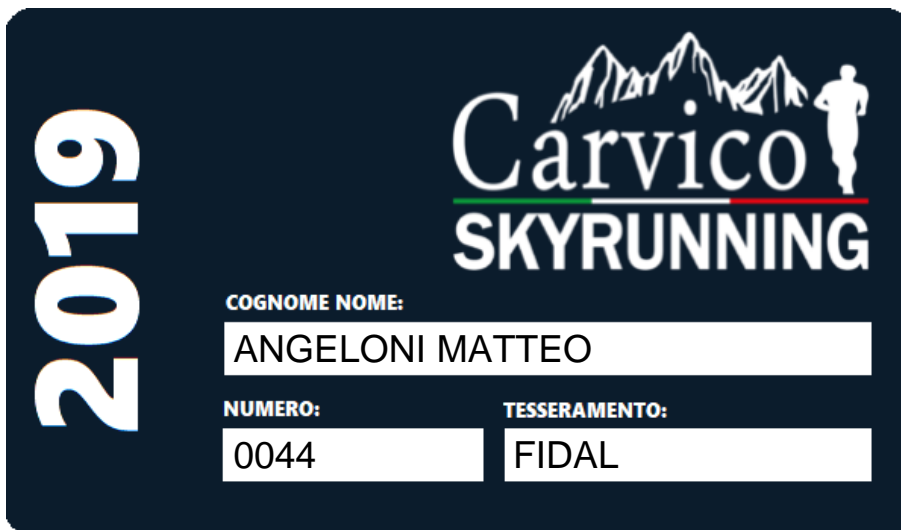 2019
Carvico
SKYRUNNING
COGNOME NOME:
ANGELONI MATTEO
NUMERO:
TESSERAMENTO:
0044
FIDAL